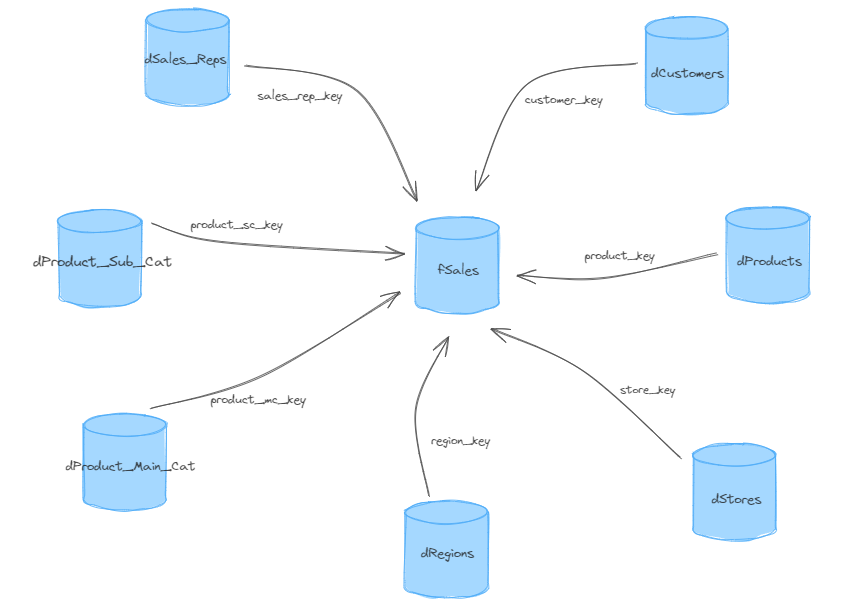 dSales_Reps
dCustomers
sales_rep_key
customer_key
product_sc_key
dProduct_Sub_Cat
product_key
dProducts
fSales
product_mc_key
store_key
region_key
dProduct_Main_Cat
dStores
dRegions